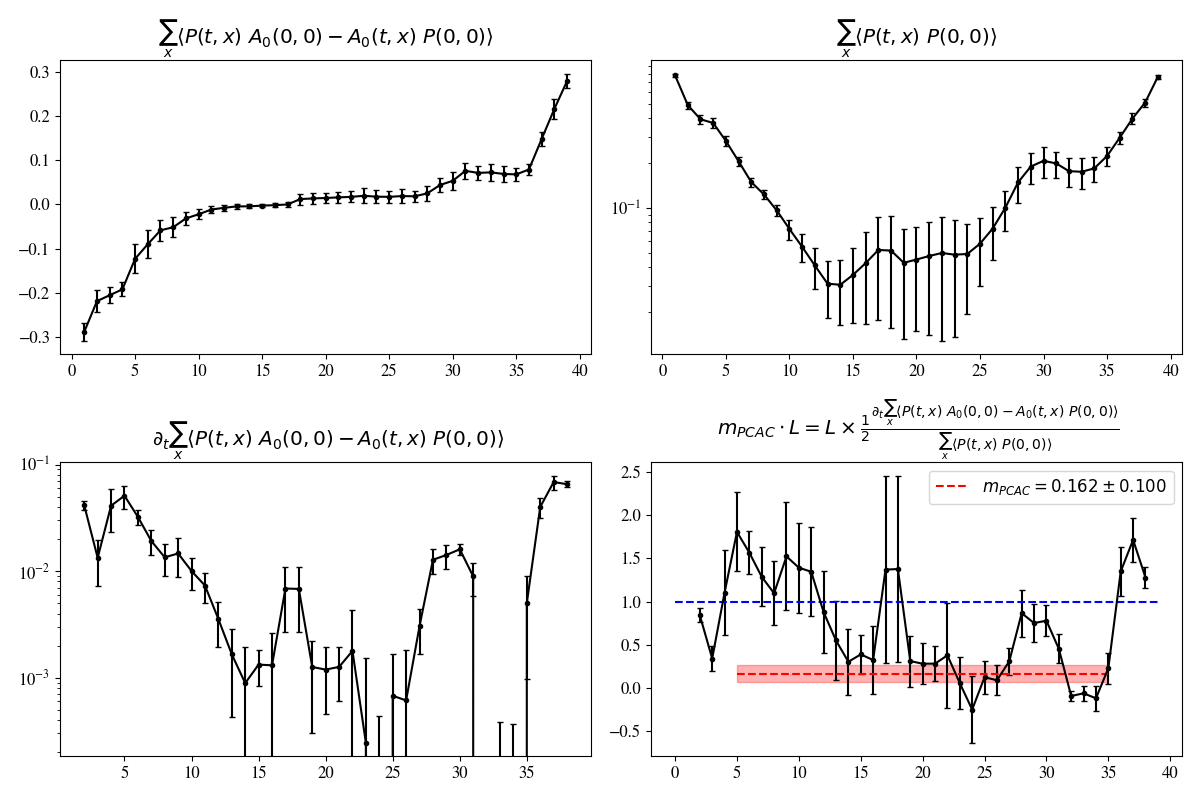 ∑ₓ⟨P(t, x) A₀(0, 0) − A₀(t, x) P(0, 0)⟩
0.3
0.2
0.1
0.0
−0.1
−0.2
−0.3
0 5 10 15 20 25 30 35 40
∑ₓ⟨P(t, x) P(0, 0)⟩
10⁻¹
0 5 10 15 20 25 30 35 40
∂ₜ∑ₓ⟨P(t, x) A₀(0, 0) − A₀(t, x) P(0, 0)⟩
10⁻¹
10⁻²
10⁻³
5 10 15 20 25 30 35
m_PCAC · L = L × ½ ∂ₜ∑ₓ⟨P(t, x) A₀(0, 0) − A₀(t, x) P(0, 0)⟩ / ∑ₓ⟨P(t, x) P(0, 0)⟩
2.5
2.0
1.5
1.0
0.5
0.0
−0.5
m_PCAC = 0.162 ± 0.100
0 5 10 15 20 25 30 35 40